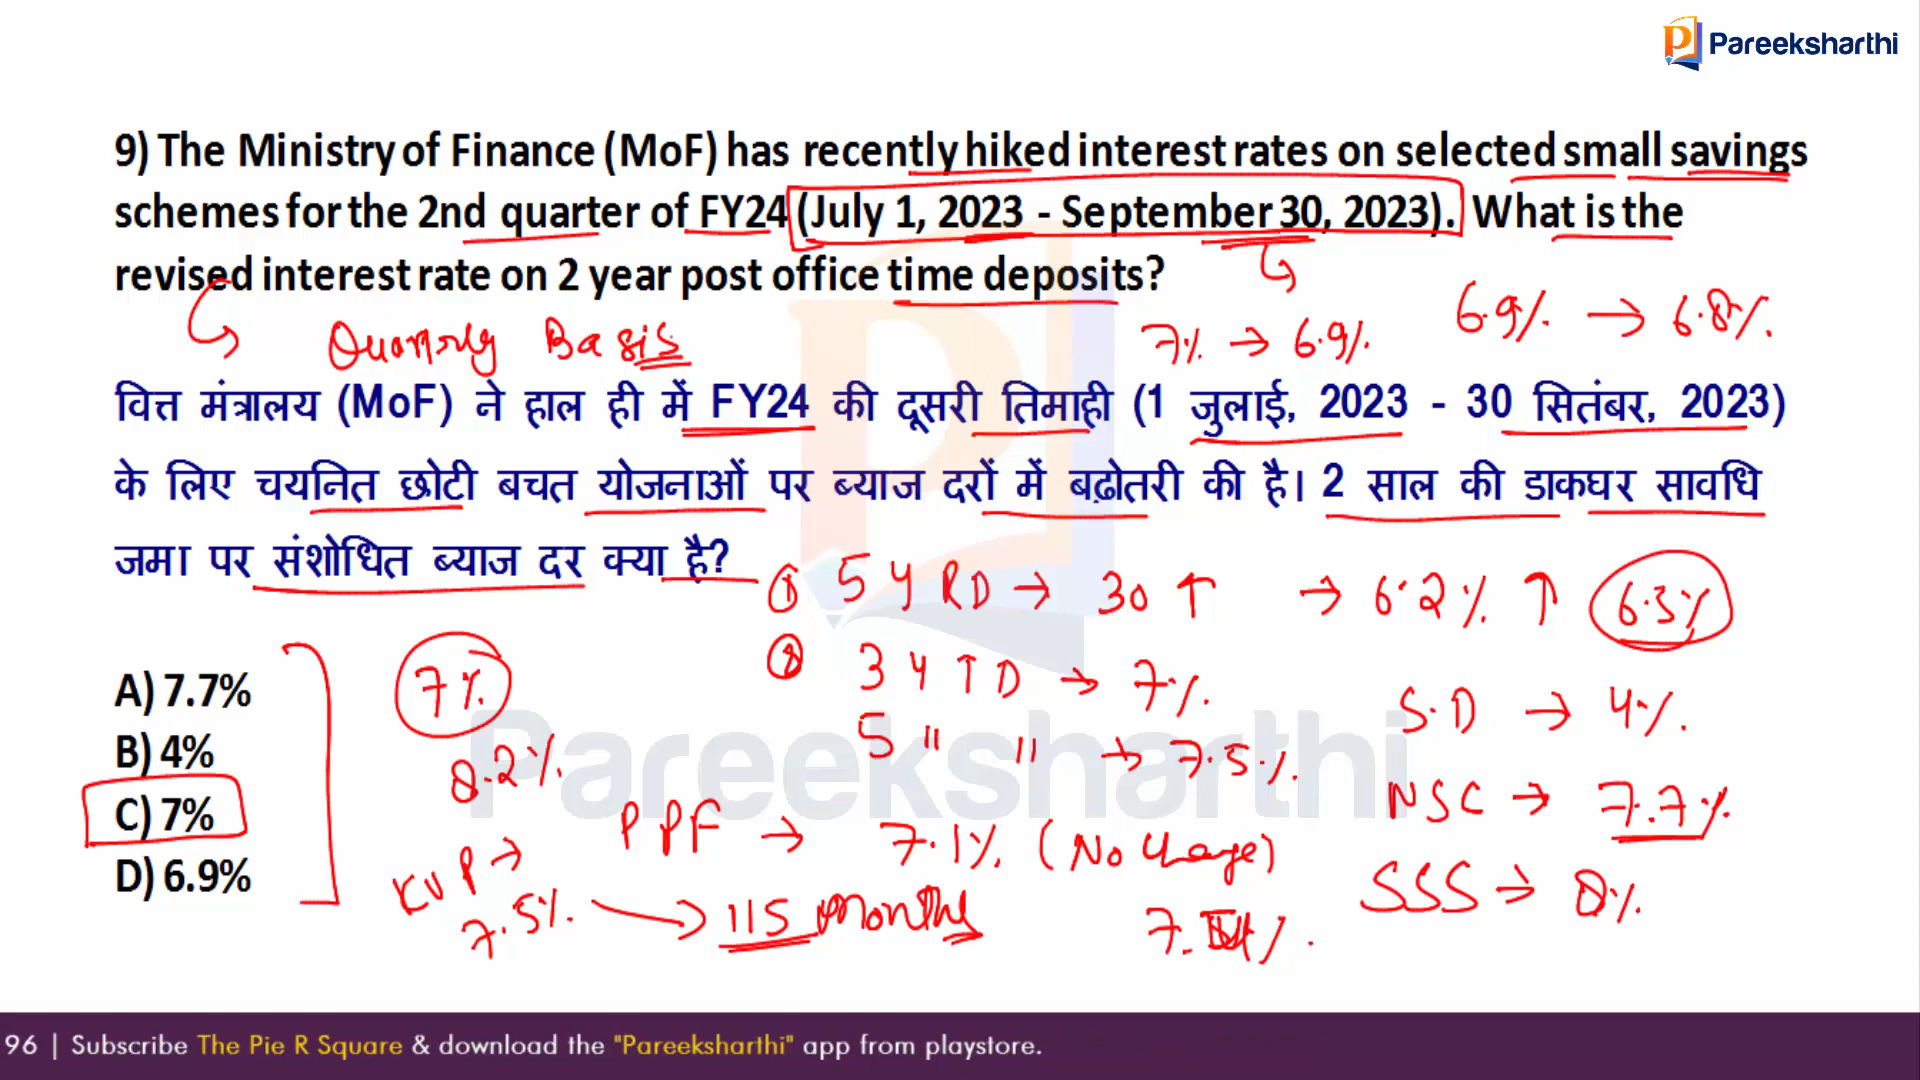 Pareeksharthi
9) The Ministry of Finance (MoF) has recently hiked interest rates on selected small savings
schemes for the 2nd quarter of FY24 (July 1, 2023 - September 30, 2023). What is the
revised interest rate on 2 year post office time deposits?
Basis
7% → 6.9%
6.9% → 6.8%
वित्त मंत्रालय (MoF) ने हाल ही में FY24 की दूसरी तिमाही (1 जुलाई, 2023 - 30 सितंबर, 2023)
के लिए चयनित छोटी बचत योजनाओं पर ब्याज दरों में बढ़ोतरी की है। 2 साल की डाकघर सावधि
जमा पर संशोधित ब्याज दर क्या है?
① 5 Y RD → 30 ↑ → 6.2% ↑ 6.3%
3 Y TD → 7%
5 " " → 7.5%
S.D → 4%
NSC → 7.7%
SSS → 8%
7%
8.2%
PPF → 7.1% (No Change)
KVP →
7.5% → 115 months
A) 7.7%
B) 4%
C) 7%
D) 6.9%
Pareeksharthi
96 | Subscribe The Pie R Square & download the "Pareeksharthi" app from playstore.